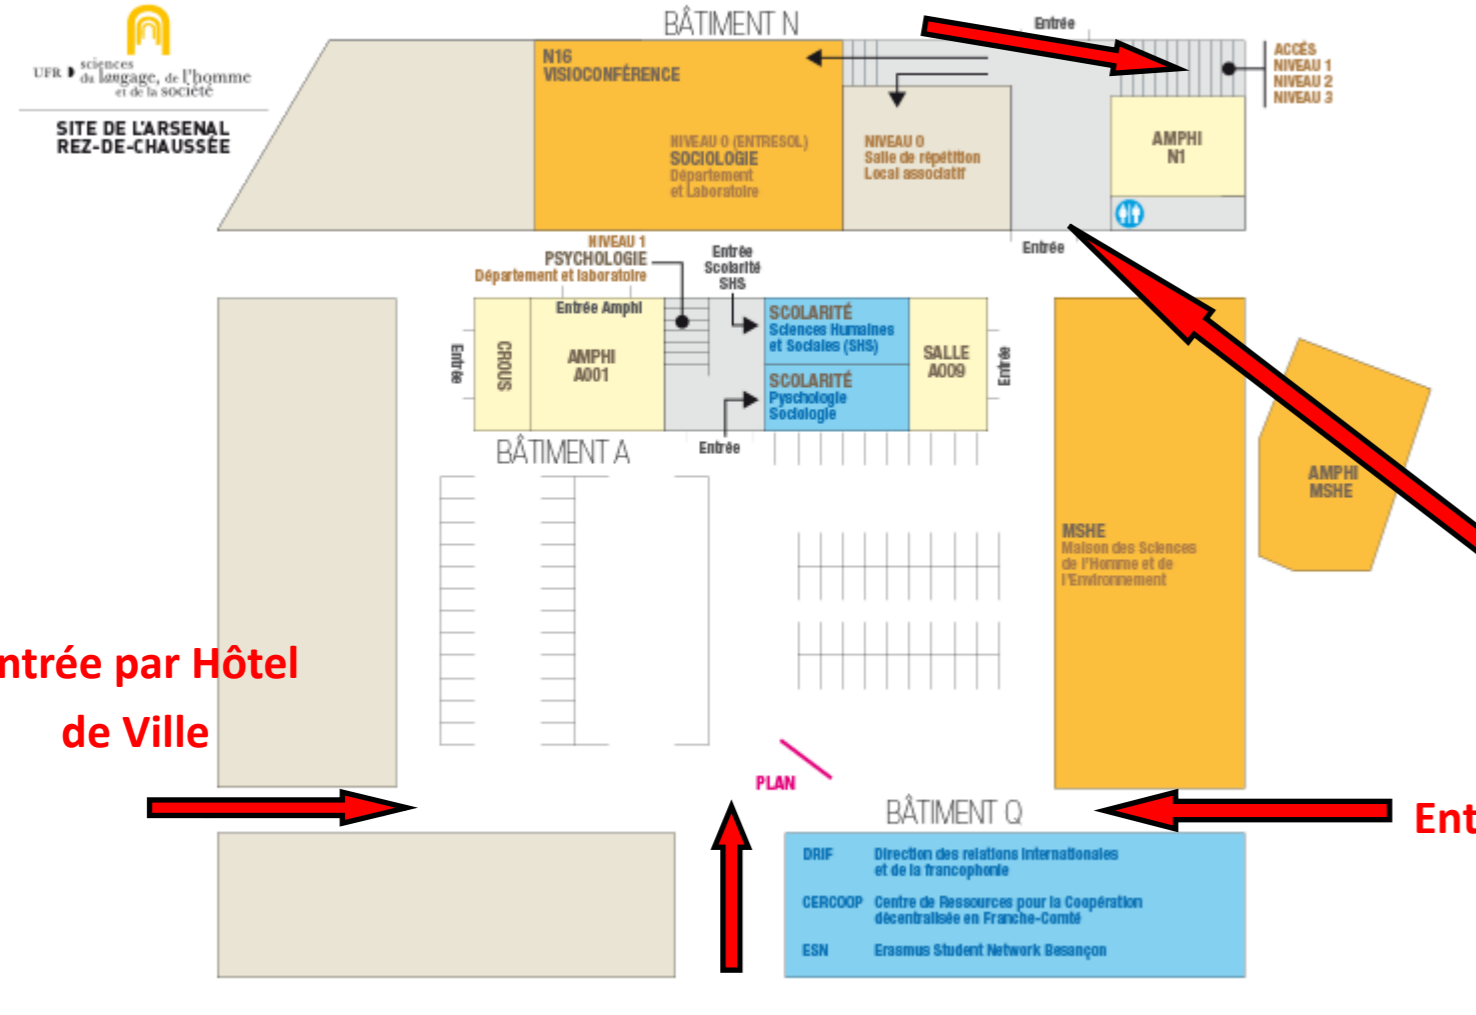 BÂTIMENT N
Entrée
UFR sciences
du langage, de l'homme
et de la société
SITE DE L'ARSENAL
REZ-DE-CHAUSSÉE
N16
VISIOCONFÉRENCE
ACCÈS
NIVEAU 1
NIVEAU 2
NIVEAU 3
NIVEAU 0 (ENTRESOL)
SOCIOLOGIE
Département
et Laboratoire
NIVEAU 0
Salle de répétition
Local associatif
AMPHI
N1
Entrée
NIVEAU 1
PSYCHOLOGIE
Département et laboratoire
Entrée
Scolarité
SHS
Entrée Amphi
Entrée
CROUS
AMPHI
A001
SCOLARITÉ
Sciences Humaines
et Sociales (SHS)
SCOLARITÉ
Pyschologie
Sociologie
SALLE
A009
Entrée
BÂTIMENT A
Entrée
AMPHI
MSHE
MSHE
Maison des Sciences
de l'Homme et de
l'Environnement
ntrée par Hôtel
de Ville
PLAN
BÂTIMENT Q
Ent
DRIF Direction des relations internationales
et de la francophonie
CERCOOP Centre de Ressources pour la Coopération
décentralisée en Franche-Comté
ESN Erasmus Student Network Besançon